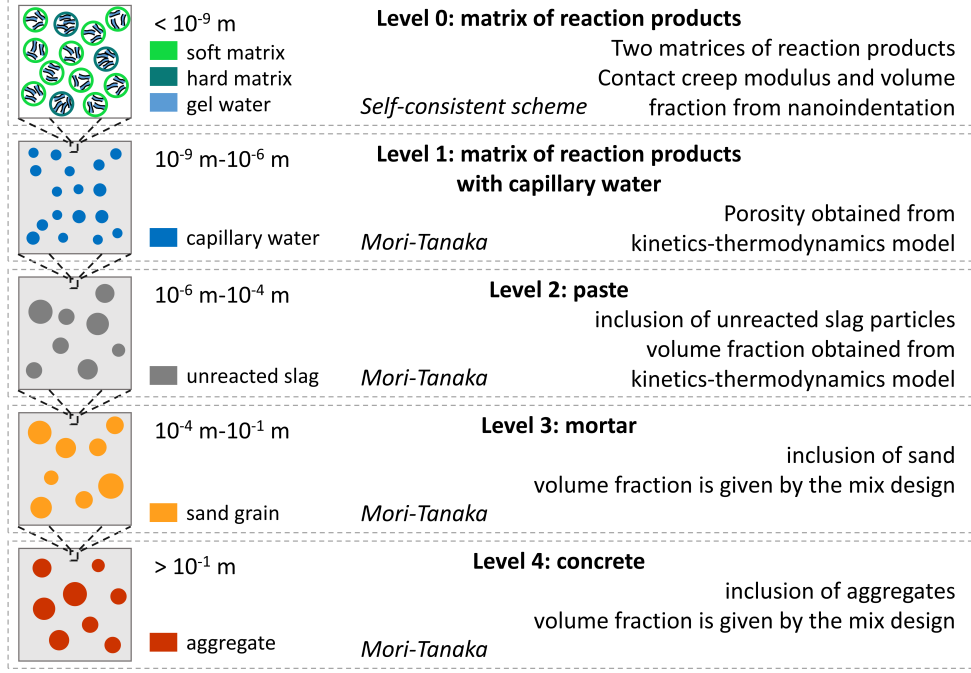 Level 0: matrix of reaction products
< 10⁻⁹ m
soft matrix
hard matrix
gel water
Self-consistent scheme
Two matrices of reaction products
Contact creep modulus and volume
fraction from nanoindentation
Level 1: matrix of reaction products
with capillary water
10⁻⁹ m-10⁻⁶ m
capillary water
Mori-Tanaka
Porosity obtained from
kinetics-thermodynamics model
Level 2: paste
10⁻⁶ m-10⁻⁴ m
unreacted slag
Mori-Tanaka
inclusion of unreacted slag particles
volume fraction obtained from
kinetics-thermodynamics model
Level 3: mortar
10⁻⁴ m-10⁻¹ m
sand grain
Mori-Tanaka
inclusion of sand
volume fraction is given by the mix design
Level 4: concrete
> 10⁻¹ m
aggregate
Mori-Tanaka
inclusion of aggregates
volume fraction is given by the mix design